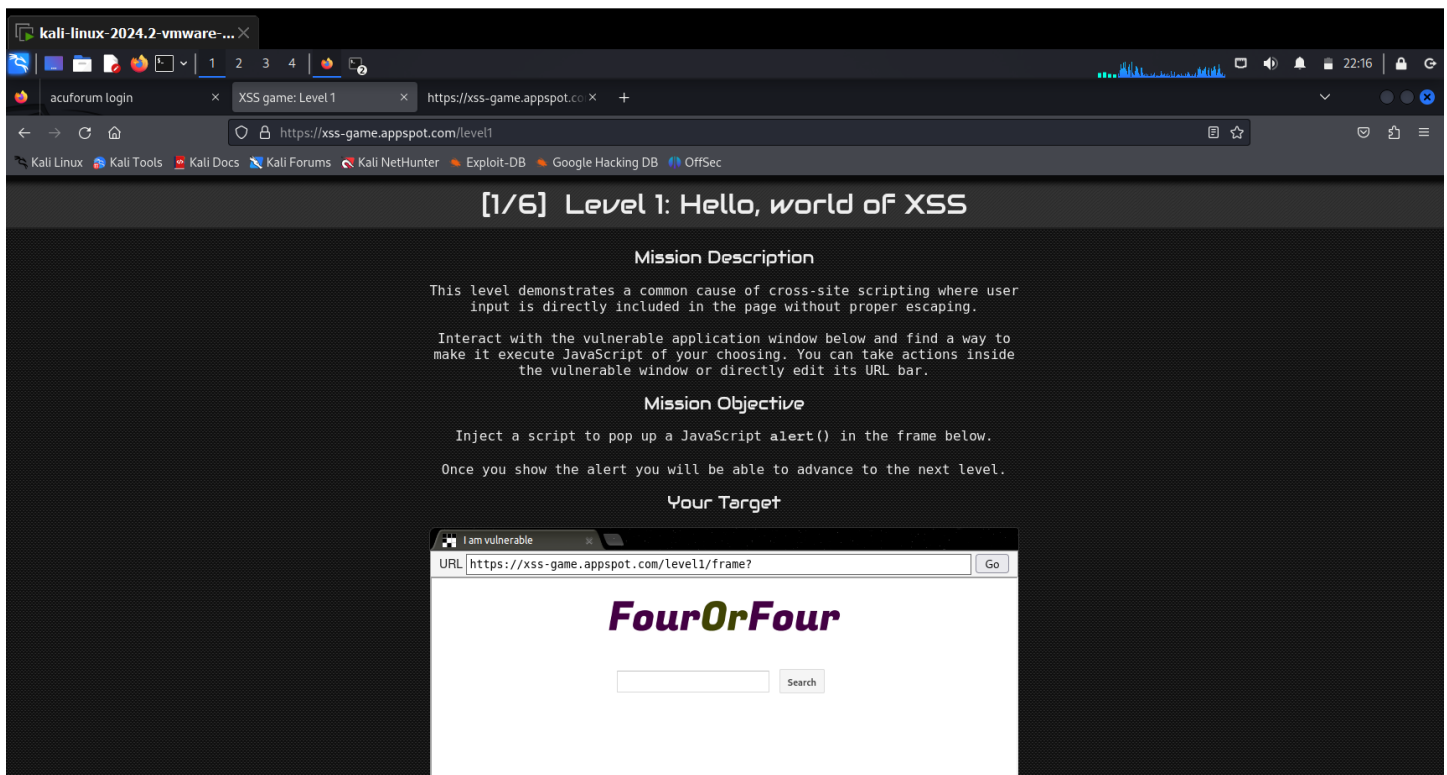 kali-linux-2024.2-vmware-...
1 2 3 4 2 22:16
acuforum login XSS game: Level 1 https://xss-game.appspot.co
https://xss-game.appspot.com/level1
Kali Linux Kali Tools Kali Docs Kali Forums Kali NetHunter Exploit-DB Google Hacking DB OffSec
[1/6] Level 1: Hello, world of XSS
Mission Description
This level demonstrates a common cause of cross-site scripting where user
input is directly included in the page without proper escaping.
Interact with the vulnerable application window below and find a way to
make it execute JavaScript of your choosing. You can take actions inside
the vulnerable window or directly edit its URL bar.
Mission Objective
Inject a script to pop up a JavaScript alert() in the frame below.
Once you show the alert you will be able to advance to the next level.
Your Target
I am vulnerable
URL https://xss-game.appspot.com/level1/frame? Go
FourOrFour
Search